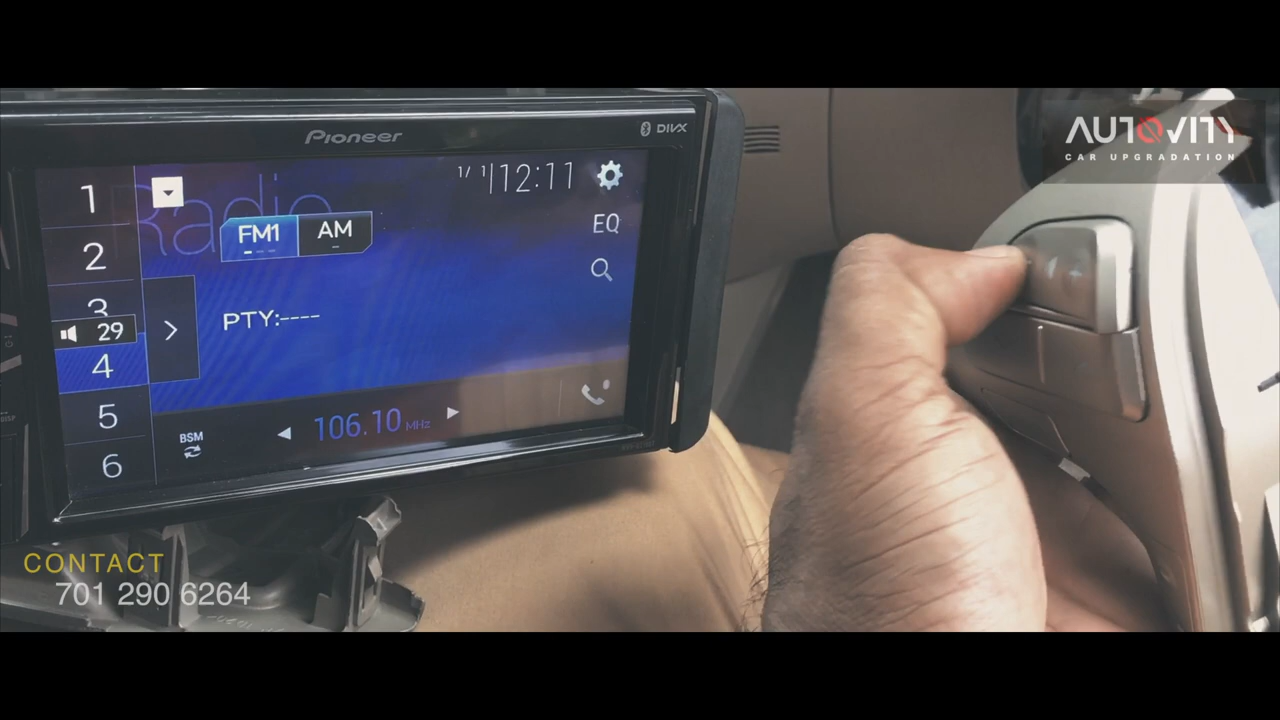 Pioneer
DIVX
AUTOVITY
CAR UPGRADATION
1
2
3
29
4
5
6
Radio
1/ 1|12:11
FM1
AM
EQ
PTY:----
BSM
106.10 MHz
CONTACT
701 290 6264